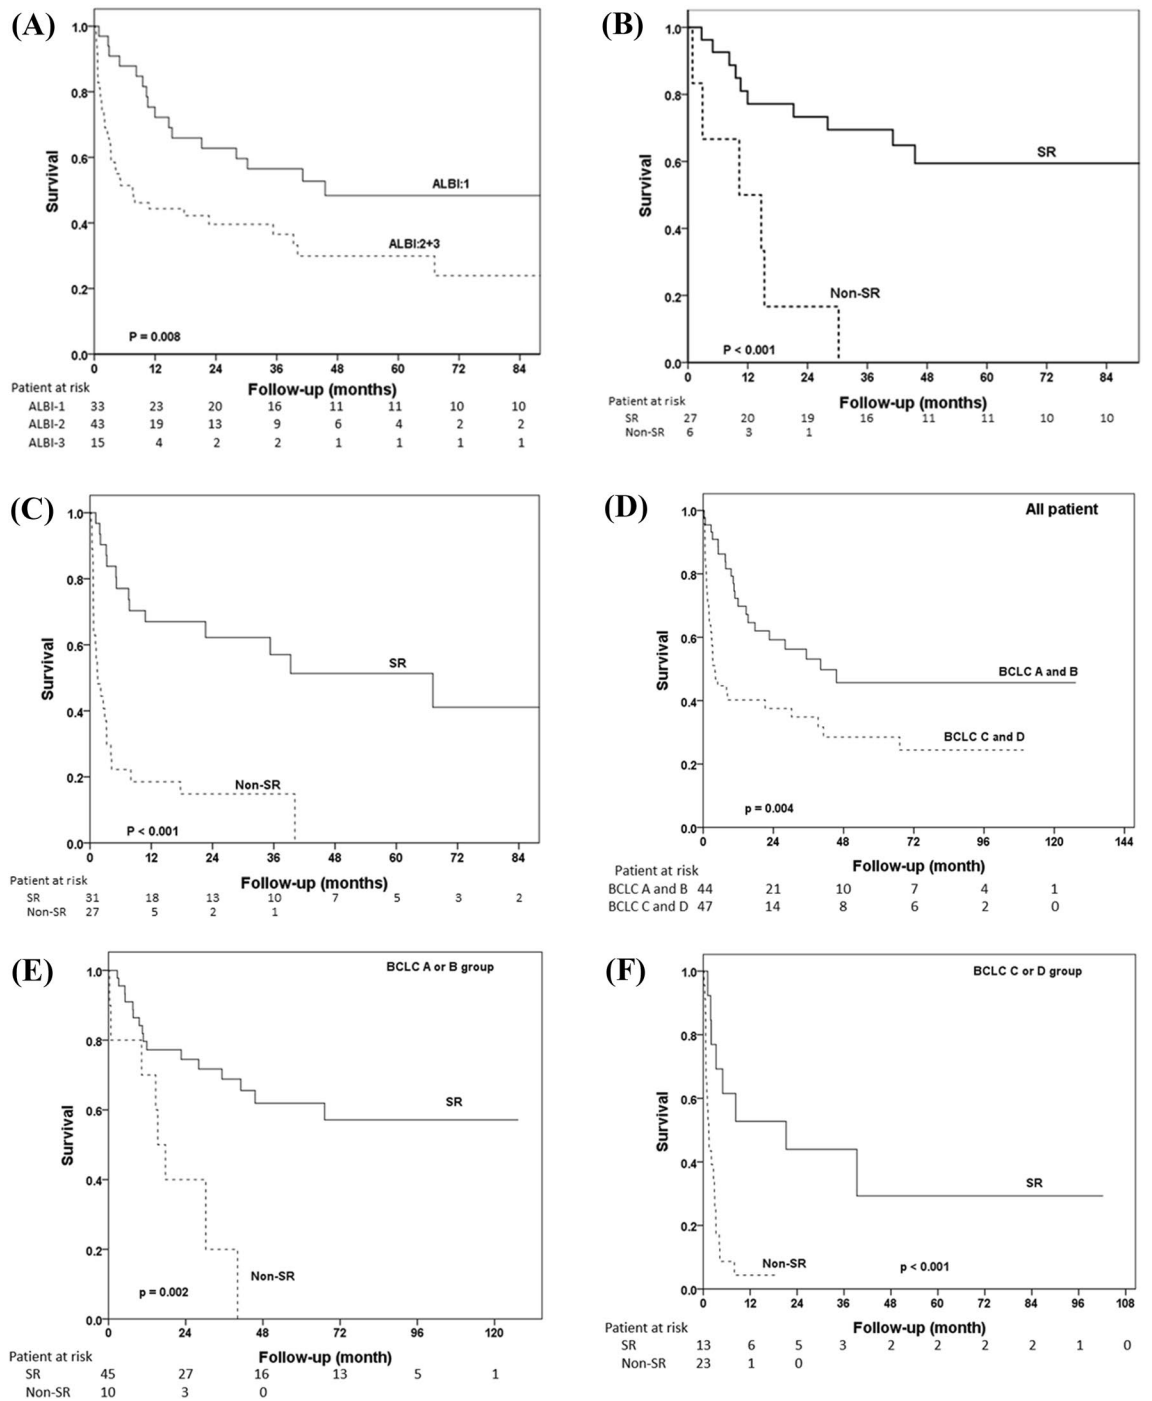 (A)
Survival
1.0
0.8
0.6
0.4
0.2
0.0
ALBI:1
ALBI:2+3
P = 0.008
0 12 24 36 48 60 72 84
Patient at risk
Follow-up (months)
ALBI-1 33 23 20 16 11 11 10 10
ALBI-2 43 19 13 9 6 4 2 2
ALBI-3 15 4 2 2 1 1 1 1
(B)
Survival
1.0
0.8
0.6
0.4
0.2
0.0
SR
Non-SR
P < 0.001
0 12 24 36 48 60 72 84
Patient at risk
Follow-up (months)
SR 27 20 19 16 11 11 10 10
Non-SR 6 3 1
(C)
Survival
1.0
0.8
0.6
0.4
0.2
0.0
SR
Non-SR
P < 0.001
0 12 24 36 48 60 72 84
Patient at risk
Follow-up (months)
SR 31 18 13 10 7 5 3 2
Non-SR 27 5 2 1
(D)
All patient
Survival
1.0
0.8
0.6
0.4
0.2
0.0
BCLC A and B
BCLC C and D
p = 0.004
0 24 48 72 96 120 144
Follow-up (month)
Patient at risk
BCLC A and B 44 21 10 7 4 1
BCLC C and D 47 14 8 6 2 0
(E)
BCLC A or B group
Survival
1.0
0.8
0.6
0.4
0.2
0.0
SR
Non-SR
p = 0.002
0 24 48 72 96 120
Patient at risk
Follow-up (month)
SR 45 27 16 13 5 1
Non-SR 10 3 0
(F)
BCLC C or D group
Survival
1.0
0.8
0.6
0.4
0.2
0.0
SR
Non-SR
p < 0.001
0 12 24 36 48 60 72 84 96 108
Patient at risk
Follow-up (month)
SR 13 6 5 3 2 2 2 2 1 0
Non-SR 23 1 0